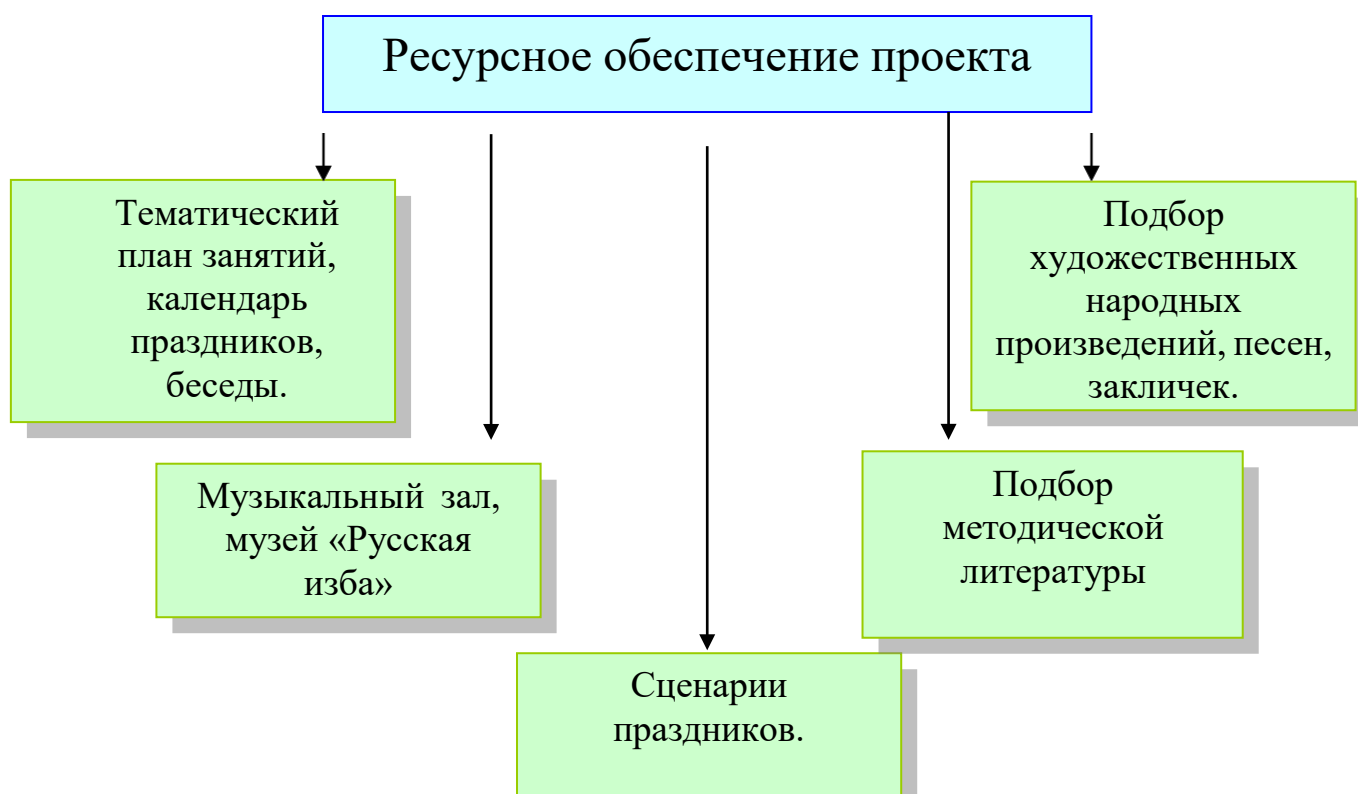 Ресурсное обеспечение проекта
Тематический
план занятий,
календарь
праздников,
беседы.
Подбор
художественных
народных
произведений, песен,
закличек.
Музыкальный зал,
музей «Русская
изба»
Подбор
методической
литературы
Сценарии
праздников.